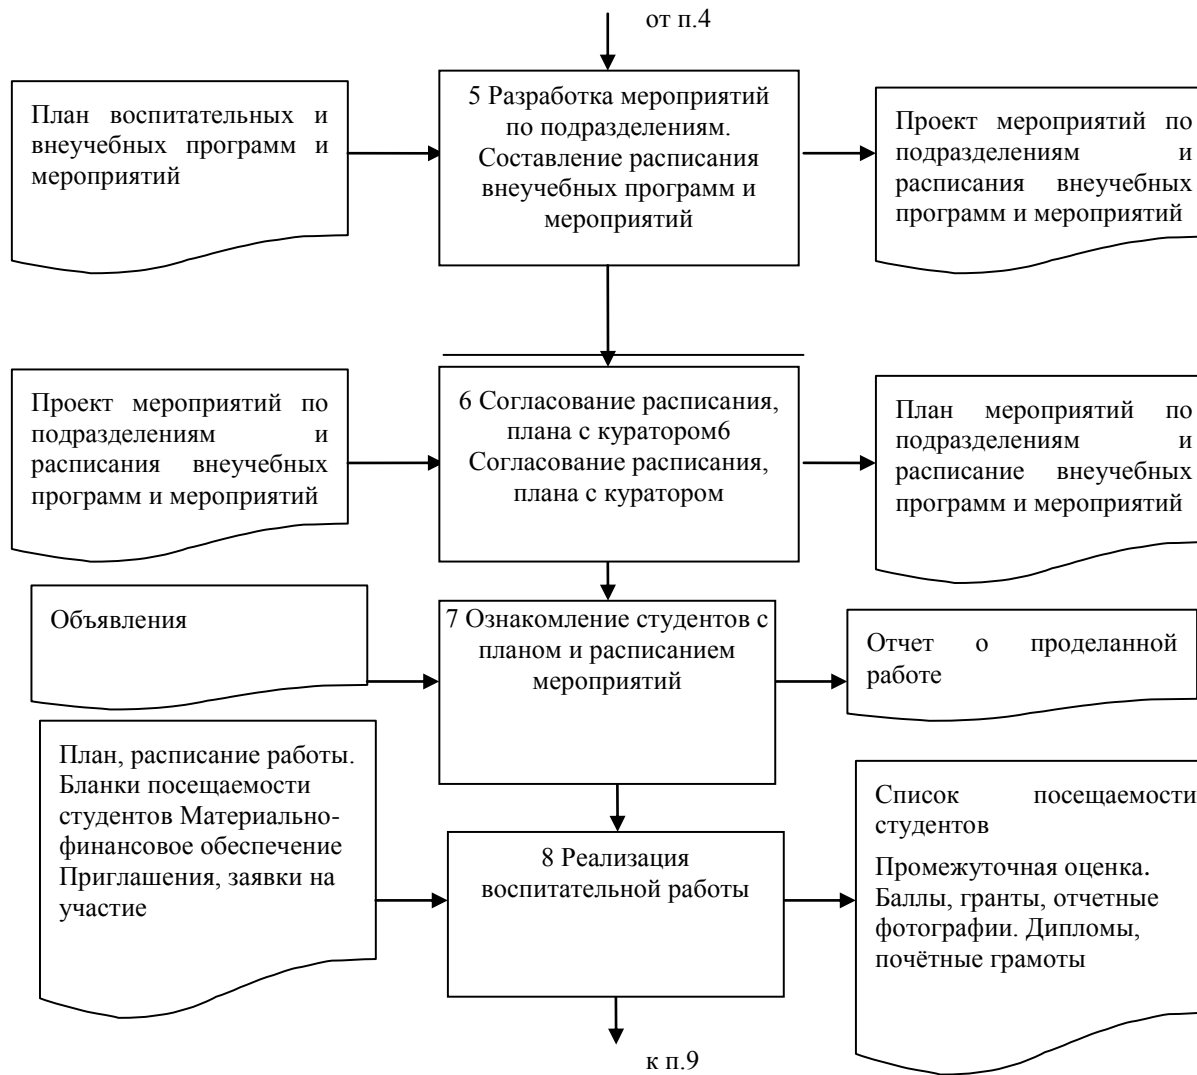 от п.4
План воспитательных и
внеучебных программ и
мероприятий
5 Разработка мероприятий
по подразделениям.
Составление расписания
внеучебных программ и
мероприятий
Проект мероприятий по
подразделениям и
расписания внеучебных
программ и мероприятий
Проект мероприятий по
подразделениям и
расписания внеучебных
программ и мероприятий
6 Согласование расписания,
плана с куратором6
Согласование расписания,
плана с куратором
План мероприятий по
подразделениям и
расписание внеучебных
программ и мероприятий
Объявления
7 Ознакомление студентов с
планом и расписанием
мероприятий
Отчет о проделанной
работе
План, расписание работы.
Бланки посещаемости
студентов Материально-
финансовое обеспечение
Приглашения, заявки на
участие
8 Реализация
воспитательной работы
Список посещаемости
студентов
Промежуточная оценка.
Баллы, гранты, отчетные
фотографии. Дипломы,
почётные грамоты
к п.9